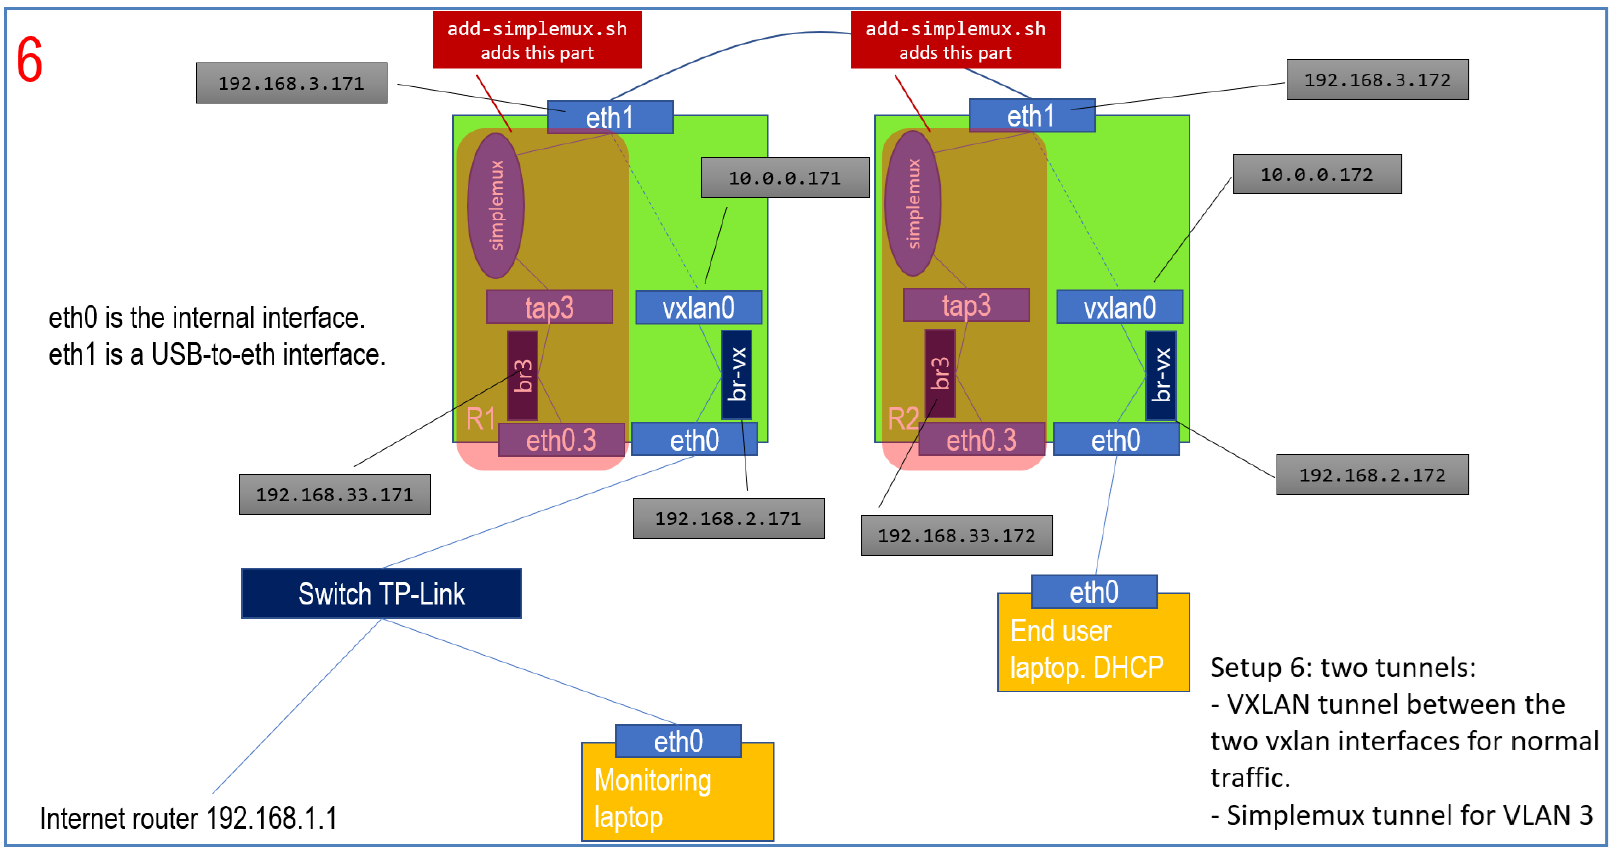 6
add-simplemux.sh
adds this part
add-simplemux.sh
adds this part
192.168.3.171
192.168.3.172
eth1
eth1
simplemux
simplemux
10.0.0.171
10.0.0.172
tap3
vxlan0
tap3
vxlan0
eth0 is the internal interface.
eth1 is a USB-to-eth interface.
br3
br-vx
br3
br-vx
R1
R2
eth0.3
eth0
eth0.3
eth0
192.168.33.171
192.168.2.171
192.168.33.172
192.168.2.172
Switch TP-Link
eth0
End user
laptop. DHCP
Setup 6: two tunnels:
- VXLAN tunnel between the
two vxlan interfaces for normal
traffic.
- Simplemux tunnel for VLAN 3
eth0
Monitoring
laptop
Internet router 192.168.1.1